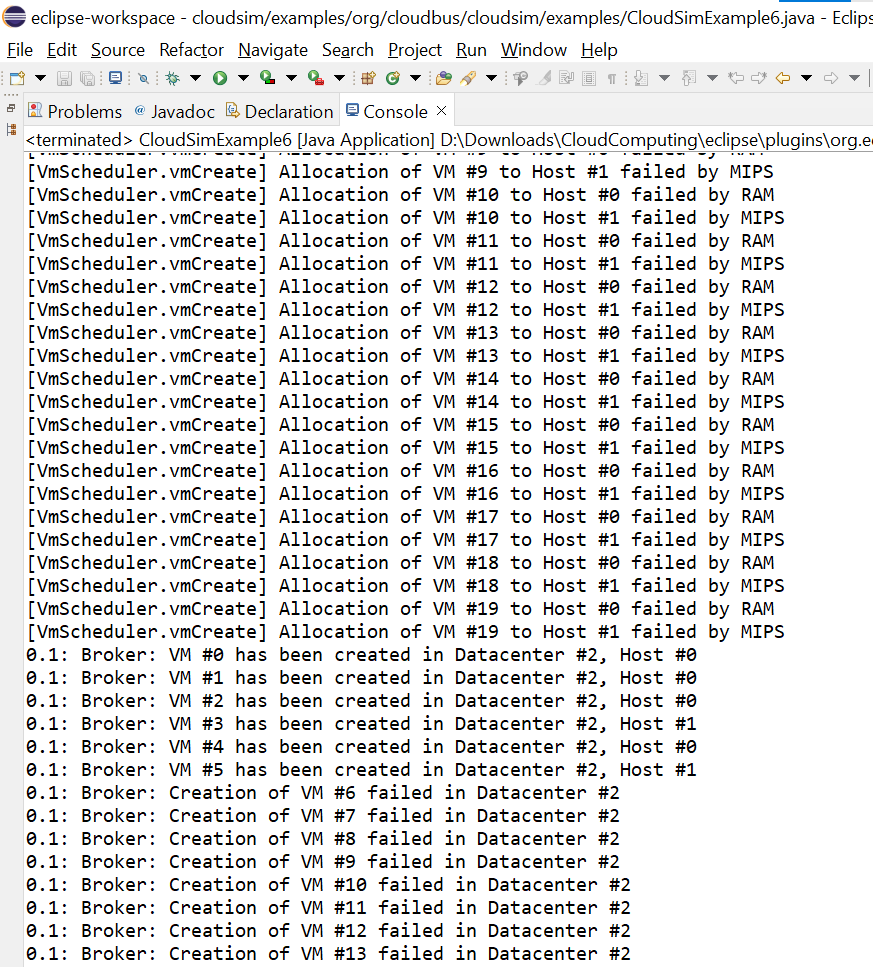 eclipse-workspace - cloudsim/examples/org/cloudbus/cloudsim/examples/CloudSimExample6.java - Eclips
File Edit Source Refactor Navigate Search Project Run Window Help
Problems @ Javadoc Declaration Console
<terminated> CloudSimExample6 [Java Application] D:\Downloads\CloudComputing\eclipse\plugins\org.ec
[VmScheduler.vmCreate] Allocation of VM #9 to Host #0 failed by RAM
[VmScheduler.vmCreate] Allocation of VM #9 to Host #1 failed by MIPS
[VmScheduler.vmCreate] Allocation of VM #10 to Host #0 failed by RAM
[VmScheduler.vmCreate] Allocation of VM #10 to Host #1 failed by MIPS
[VmScheduler.vmCreate] Allocation of VM #11 to Host #0 failed by RAM
[VmScheduler.vmCreate] Allocation of VM #11 to Host #1 failed by MIPS
[VmScheduler.vmCreate] Allocation of VM #12 to Host #0 failed by RAM
[VmScheduler.vmCreate] Allocation of VM #12 to Host #1 failed by MIPS
[VmScheduler.vmCreate] Allocation of VM #13 to Host #0 failed by RAM
[VmScheduler.vmCreate] Allocation of VM #13 to Host #1 failed by MIPS
[VmScheduler.vmCreate] Allocation of VM #14 to Host #0 failed by RAM
[VmScheduler.vmCreate] Allocation of VM #14 to Host #1 failed by MIPS
[VmScheduler.vmCreate] Allocation of VM #15 to Host #0 failed by RAM
[VmScheduler.vmCreate] Allocation of VM #15 to Host #1 failed by MIPS
[VmScheduler.vmCreate] Allocation of VM #16 to Host #0 failed by RAM
[VmScheduler.vmCreate] Allocation of VM #16 to Host #1 failed by MIPS
[VmScheduler.vmCreate] Allocation of VM #17 to Host #0 failed by RAM
[VmScheduler.vmCreate] Allocation of VM #17 to Host #1 failed by MIPS
[VmScheduler.vmCreate] Allocation of VM #18 to Host #0 failed by RAM
[VmScheduler.vmCreate] Allocation of VM #18 to Host #1 failed by MIPS
[VmScheduler.vmCreate] Allocation of VM #19 to Host #0 failed by RAM
[VmScheduler.vmCreate] Allocation of VM #19 to Host #1 failed by MIPS
0.1: Broker: VM #0 has been created in Datacenter #2, Host #0
0.1: Broker: VM #1 has been created in Datacenter #2, Host #0
0.1: Broker: VM #2 has been created in Datacenter #2, Host #0
0.1: Broker: VM #3 has been created in Datacenter #2, Host #1
0.1: Broker: VM #4 has been created in Datacenter #2, Host #0
0.1: Broker: VM #5 has been created in Datacenter #2, Host #1
0.1: Broker: Creation of VM #6 failed in Datacenter #2
0.1: Broker: Creation of VM #7 failed in Datacenter #2
0.1: Broker: Creation of VM #8 failed in Datacenter #2
0.1: Broker: Creation of VM #9 failed in Datacenter #2
0.1: Broker: Creation of VM #10 failed in Datacenter #2
0.1: Broker: Creation of VM #11 failed in Datacenter #2
0.1: Broker: Creation of VM #12 failed in Datacenter #2
0.1: Broker: Creation of VM #13 failed in Datacenter #2